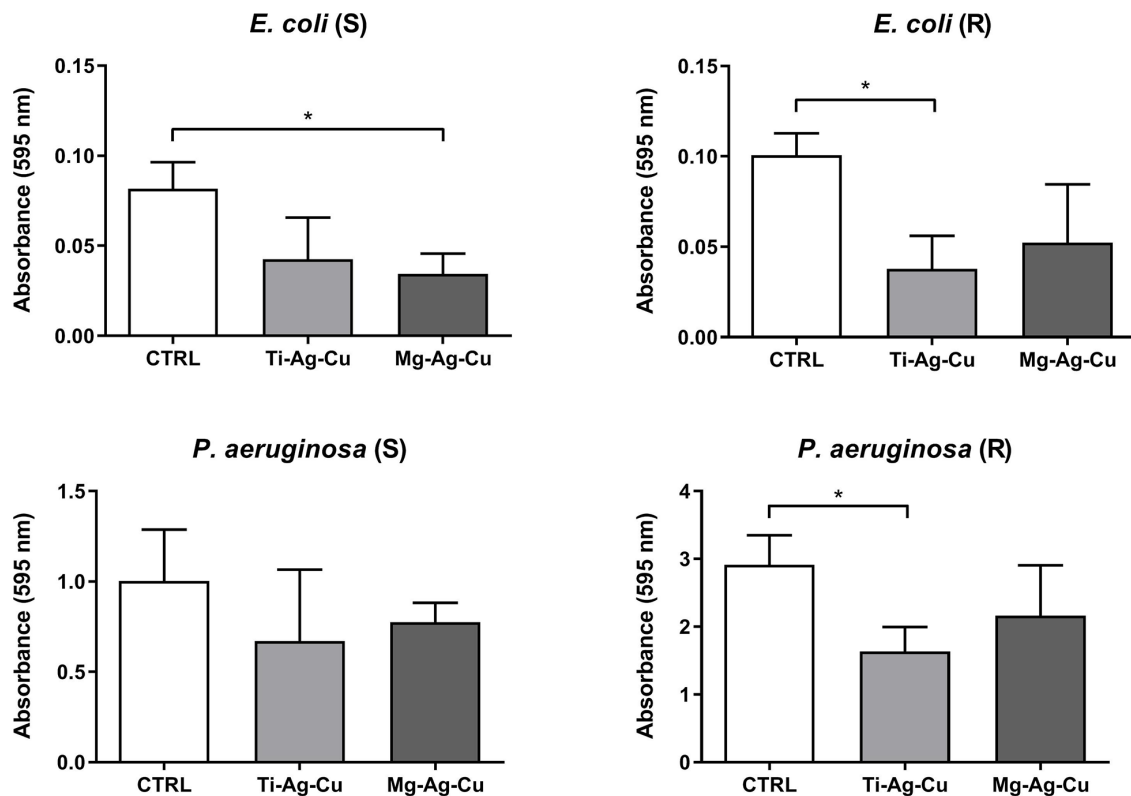 E. coli (S)
Absorbance (595 nm)
0.15
0.10
0.05
0.00
*
CTRL Ti-Ag-Cu Mg-Ag-Cu
E. coli (R)
Absorbance (595 nm)
0.15
0.10
0.05
0.00
*
CTRL Ti-Ag-Cu Mg-Ag-Cu
P. aeruginosa (S)
Absorbance (595 nm)
1.5
1.0
0.5
0.0
CTRL Ti-Ag-Cu Mg-Ag-Cu
P. aeruginosa (R)
Absorbance (595 nm)
4
3
2
1
0
*
CTRL Ti-Ag-Cu Mg-Ag-Cu